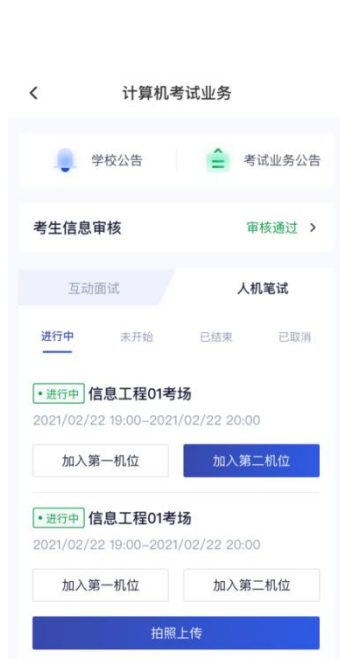 计算机考试业务
学校公告 考试业务公告
考生信息审核 审核通过
互动面试 人机笔试
进行中 未开始 已结束 已取消
进行中 信息工程01考场
2021/02/22 19:00-2021/02/22 20:00
加入第一机位 加入第二机位
进行中 信息工程01考场
2021/02/22 19:00-2021/02/22 20:00
加入第一机位 加入第二机位
拍照上传